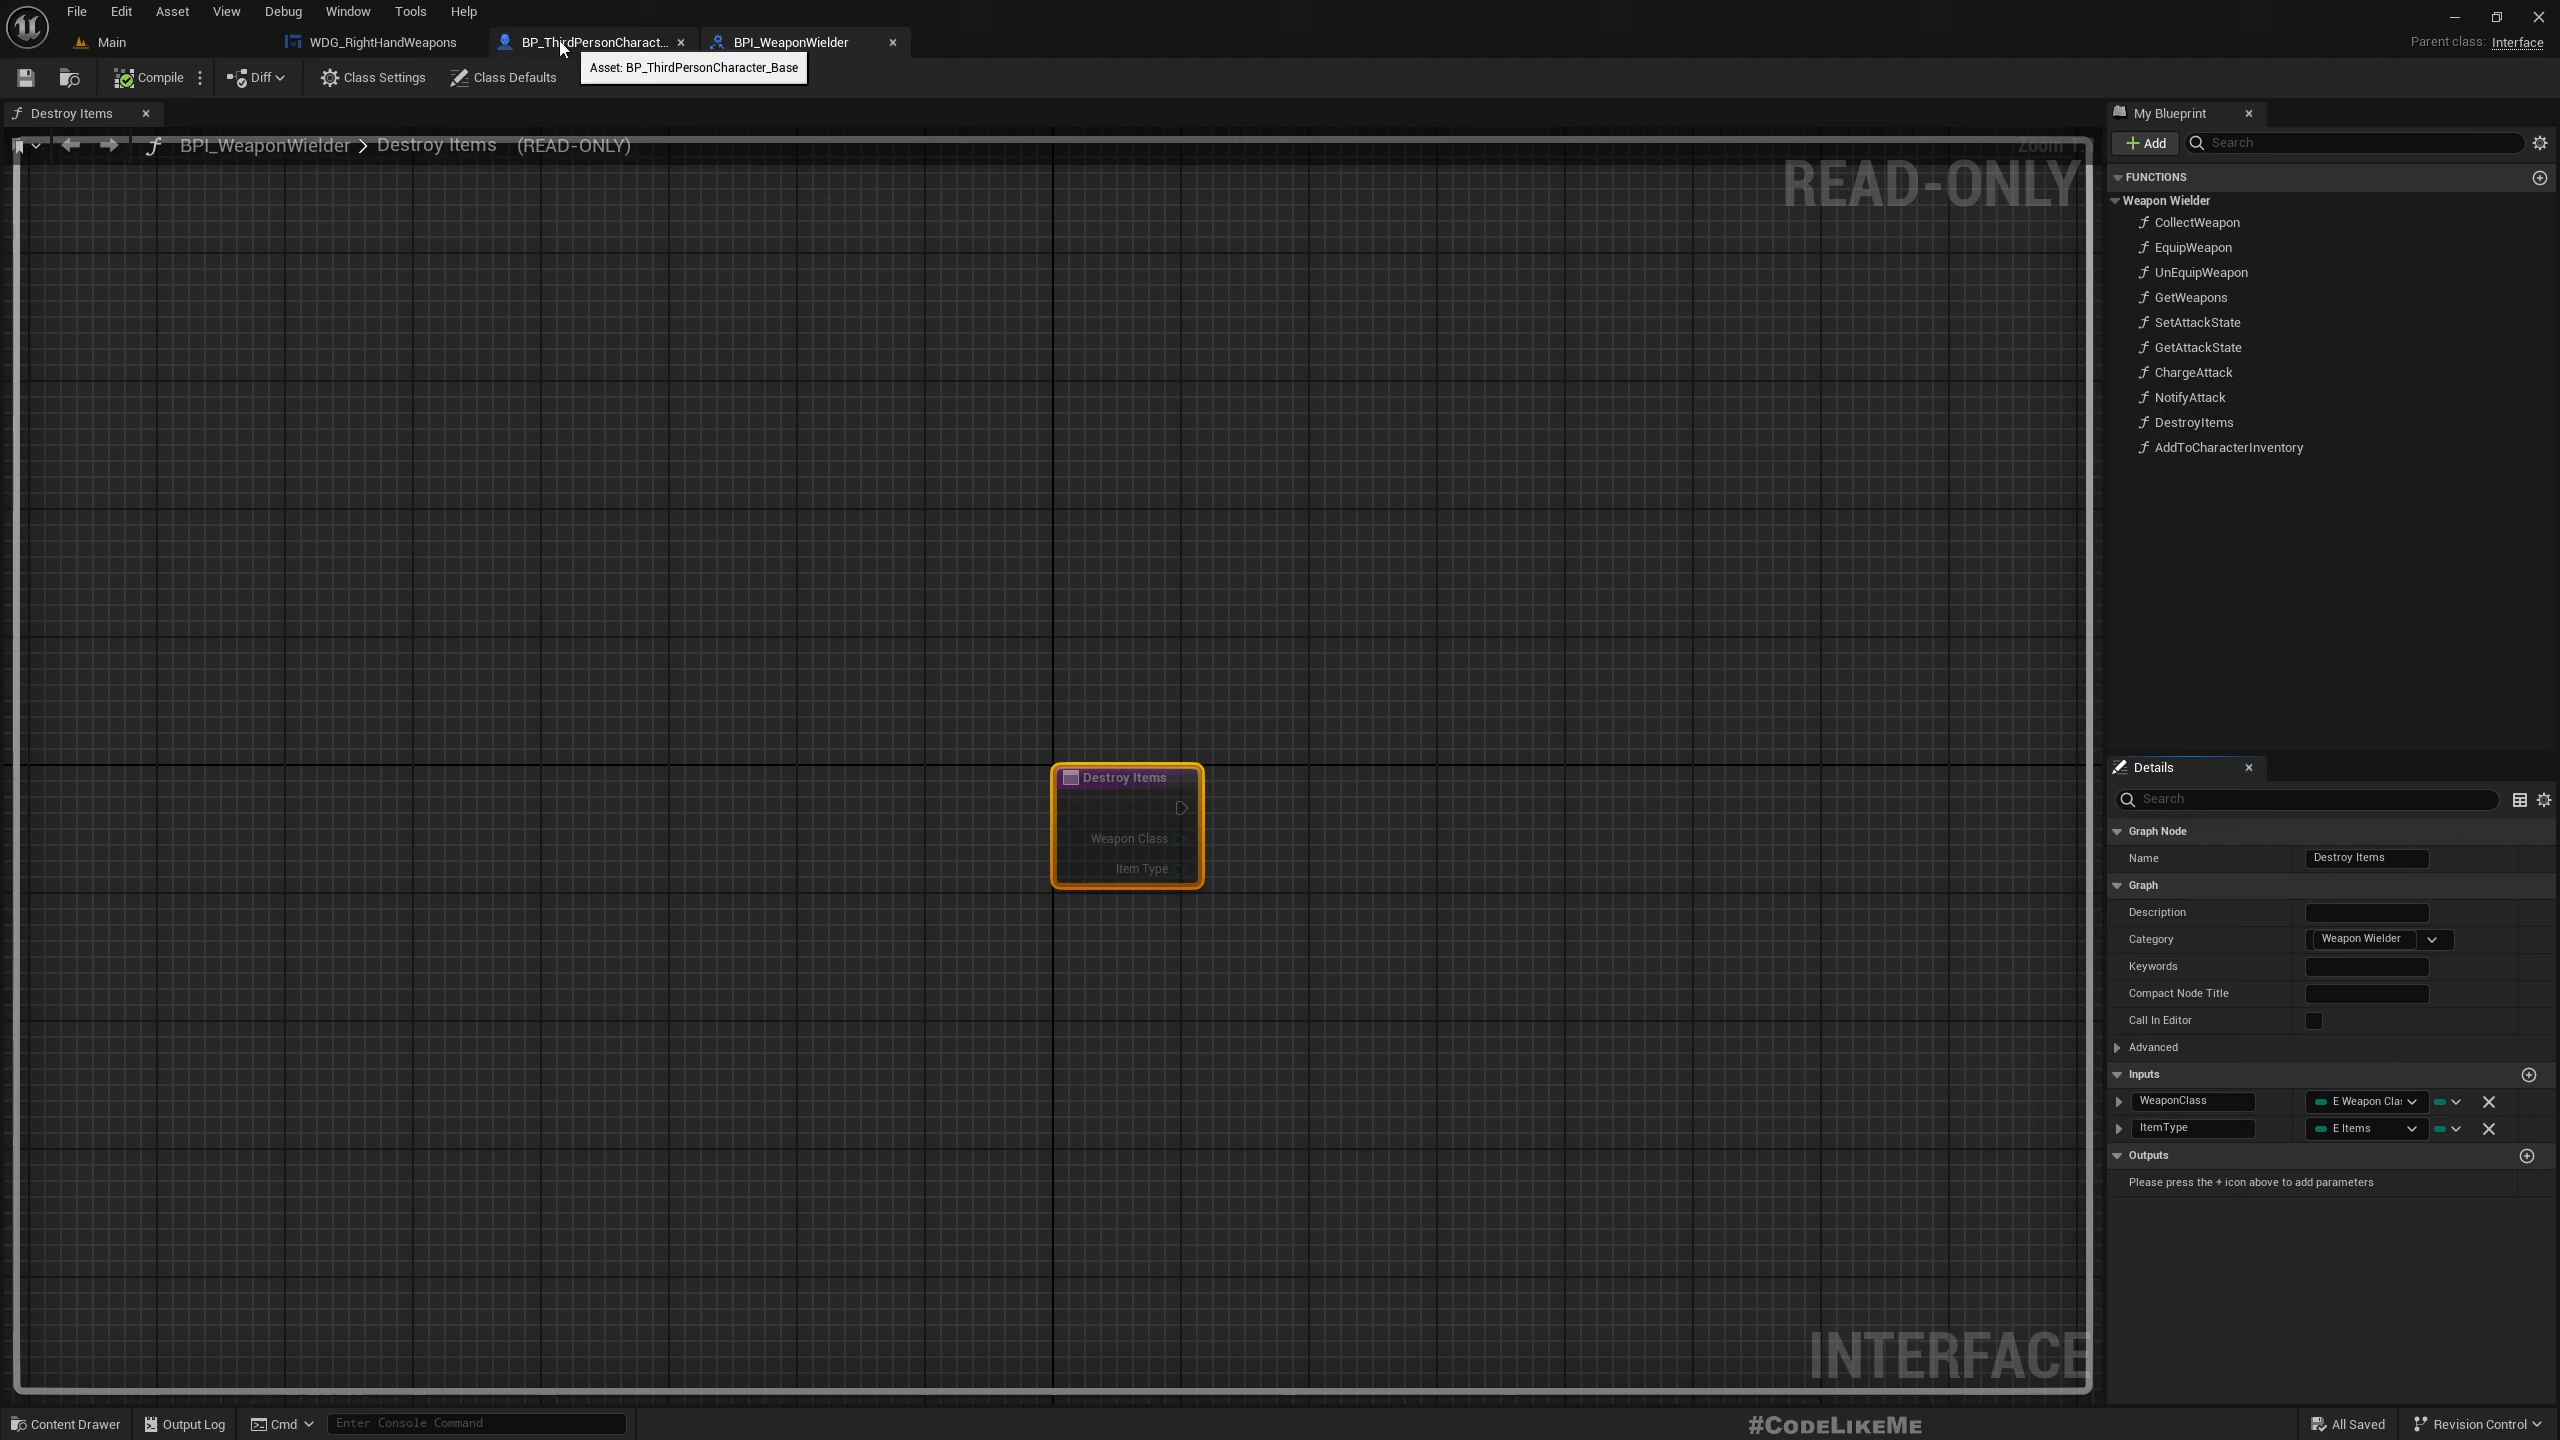 File Edit Asset View Debug Window Tools Help
Main
WDG_RightHandWeapons
BP_ThirdPersonCharact...
BPI_WeaponWielder
Parent class: Interface
Compile
Diff
Class Settings
Class Defaults
Asset: BP_ThirdPersonCharacter_Base
Destroy Items
BPI_WeaponWielder > Destroy Items (READ-ONLY)
READ-ONLY
Destroy Items
Weapon Class
Item Type
INTERFACE
My Blueprint
Add
Search
FUNCTIONS
Weapon Wielder
CollectWeapon
EquipWeapon
UnEquipWeapon
GetWeapons
SetAttackState
GetAttackState
ChargeAttack
NotifyAttack
DestroyItems
AddToCharacterInventory
Details
Search
Graph Node
Name Destroy Items
Graph
Description
Category Weapon Wielder
Keywords
Compact Node Title
Call In Editor
Advanced
Inputs
WeaponClass E Weapon Cla
ItemType E Items
Outputs
Please press the + icon above to add parameters
Content Drawer
Output Log
Cmd
Enter Console Command
#CodeLikeMe
All Saved
Revision Control